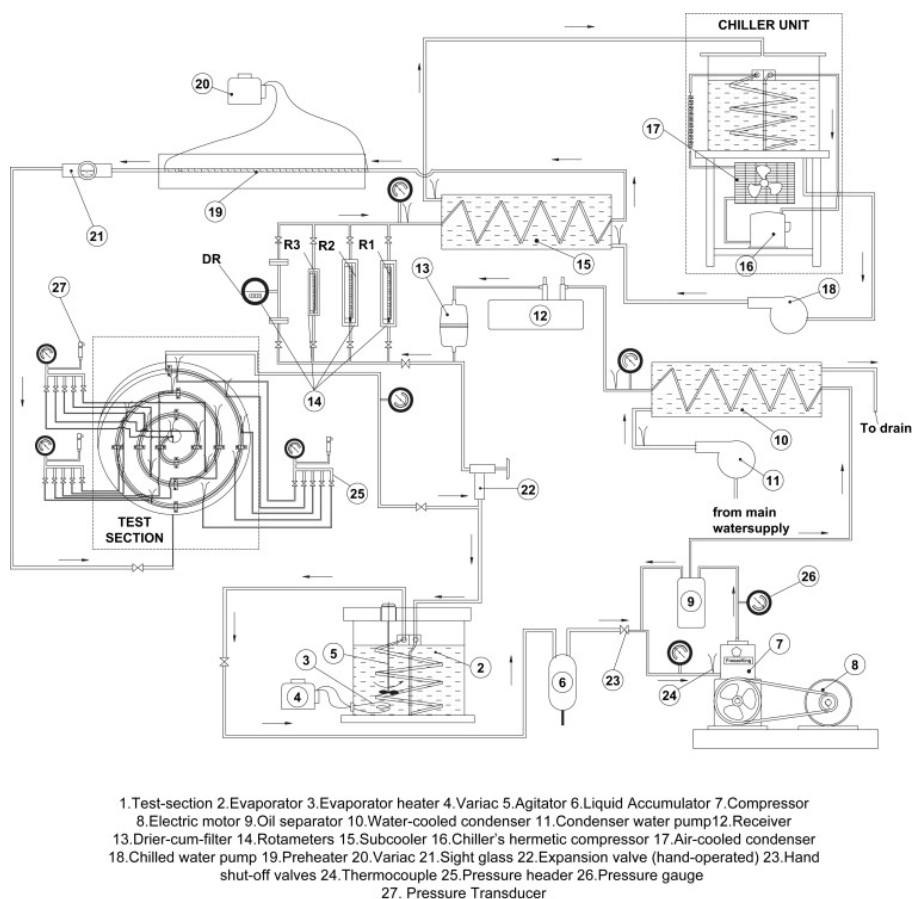 CHILLER UNIT
20
17
19
21
16
15
R3
R2
R1
DR
13
18
27
12
14
10
To drain
11
25
22
from main
watersupply
TEST
SECTION
26
9
7
Freezeking
5
2
3
8
4
6
23
24
1.Test-section 2.Evaporator 3.Evaporator heater 4.Variac 5.Agitator 6.Liquid Accumulator 7.Compressor
8.Electric motor 9.Oil separator 10.Water-cooled condenser 11.Condenser water pump12.Receiver
13.Drier-cum-filter 14.Rotameters 15.Subcooler 16.Chiller's hermetic compressor 17.Air-cooled condenser
18.Chilled water pump 19.Preheater 20.Variac 21.Sight glass 22.Expansion valve (hand-operated) 23.Hand
shut-off valves 24.Thermocouple 25.Pressure header 26.Pressure gauge
27. Pressure Transducer